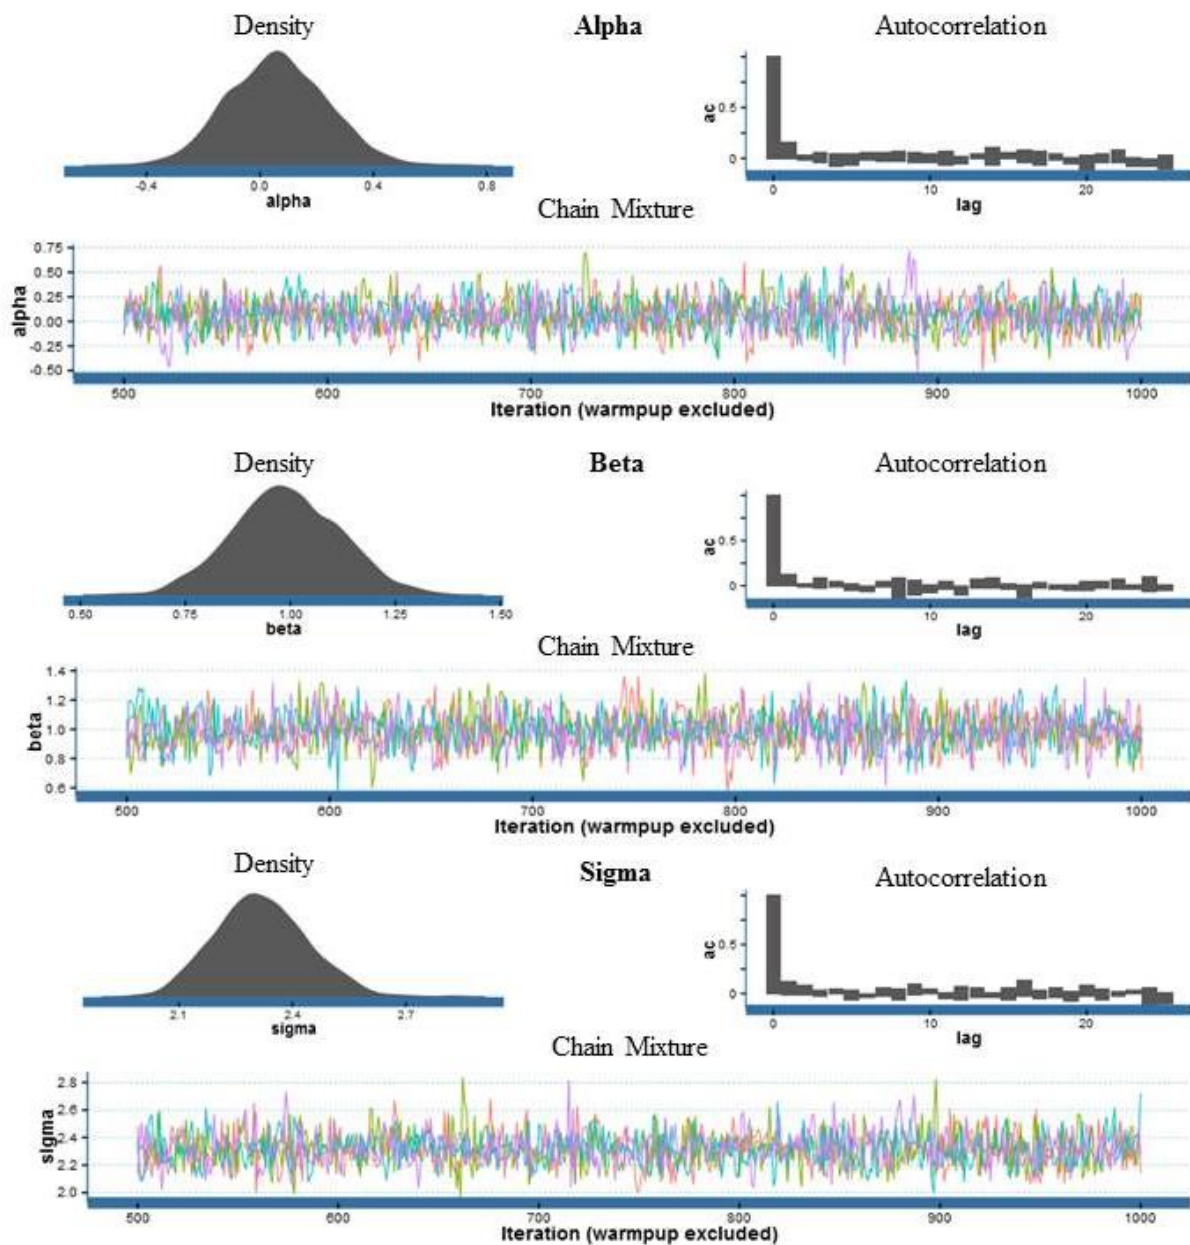 Density Alpha Autocorrelation
ac 0.5
0
-0.4 0.0 0.4 0.8
alpha
0 10 20
lag
Chain Mixture
alpha
0.75
0.50
0.25
0.00
-0.25
-0.50
500 600 700 800 900 1000
Iteration (warmpup excluded)
Density Beta Autocorrelation
ac 0.5
0
0.50 0.75 1.00 1.25 1.50
beta
0 10 20
lag
Chain Mixture
beta
1.4
1.2
1.0
0.8
0.6
500 600 700 800 900 1000
Iteration (warmpup excluded)
Density Sigma Autocorrelation
ac 0.5
0
2.1 2.4 2.7
sigma
0 10 20
lag
Chain Mixture
sigma
2.8
2.6
2.4
2.2
2.0
500 600 700 800 900 1000
Iteration (warmpup excluded)